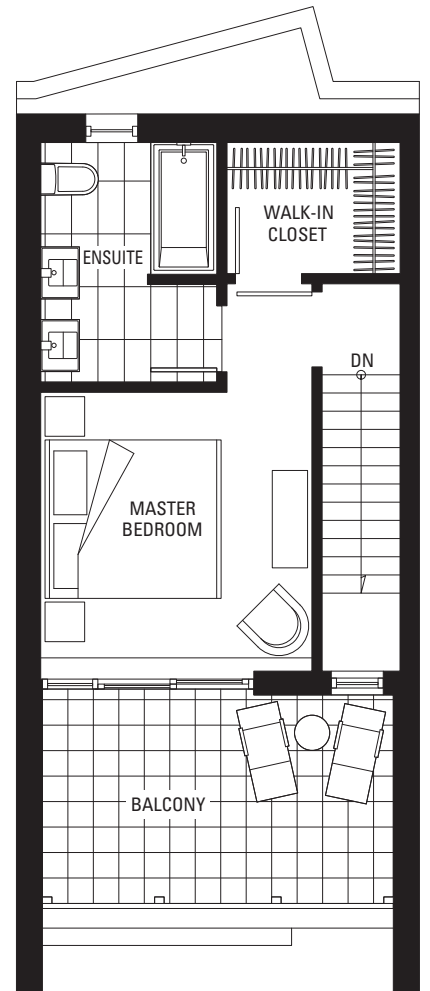 WALK-IN
CLOSET
ENSUITE
DN
MASTER
BEDROOM
BALCONY